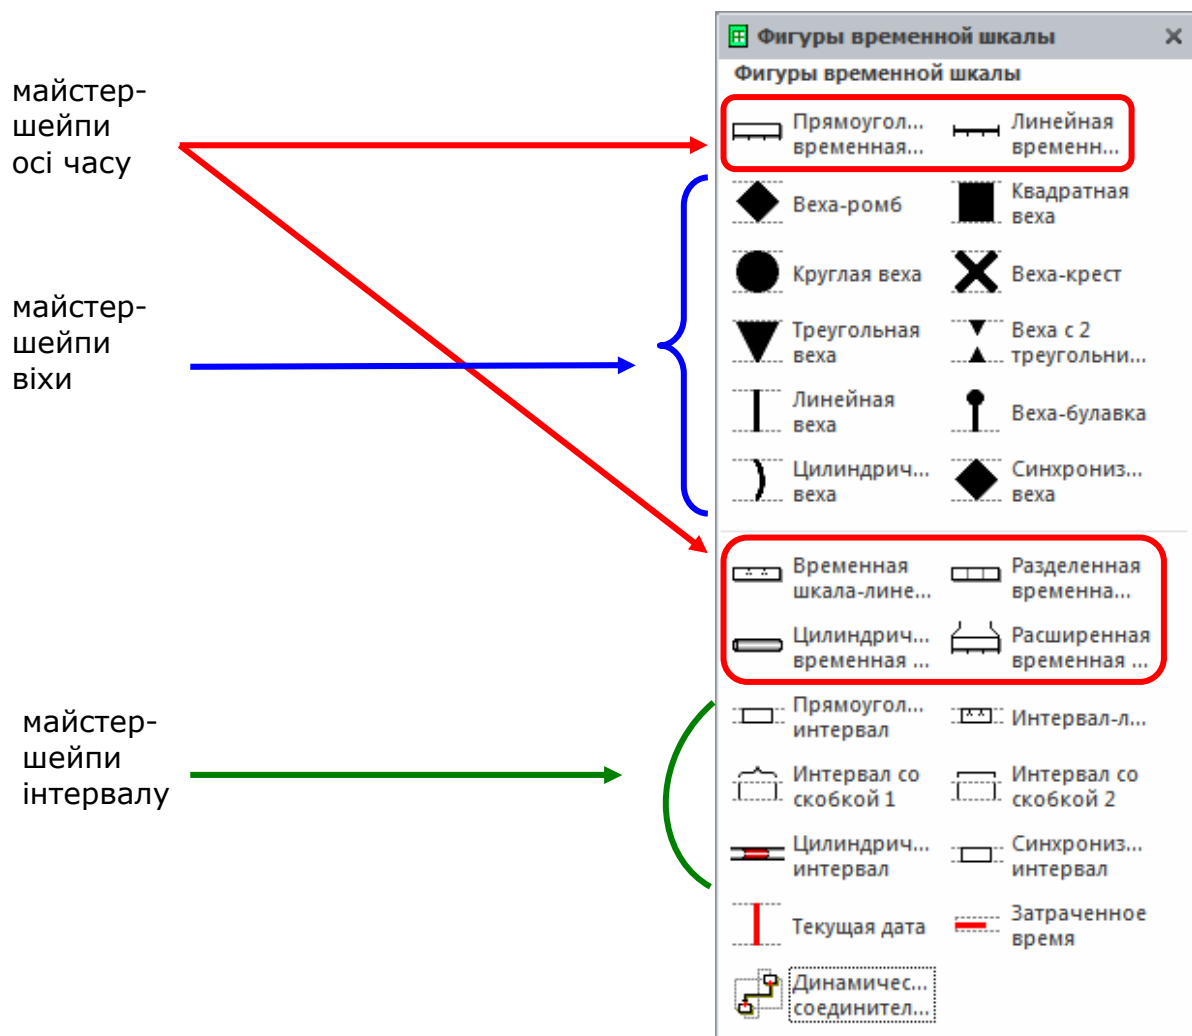 майстер-
шейпи
осі часу
майстер-
шейпи
віхи
майстер-
шейпи
інтервалу
Фигуры временной шкалы
Фигуры временной шкалы
Прямоугол...
временная...
Линейная
временн...
Веха-ромб
Квадратная
веха
Круглая веха
Веха-крест
Треугольная
веха
Веха с 2
треугольни...
Линейная
веха
Веха-булавка
Цилиндрич...
веха
Синхрониз...
веха
Временная
шкала-лине...
Разделенная
временна...
Цилиндрич...
временная ...
Расширенная
временная ...
Прямоугол...
интервал
Интервал-л...
Интервал со
скобкой 1
Интервал со
скобкой 2
Цилиндрич...
интервал
Синхрониз...
интервал
Текущая дата
Затраченное
время
Динамичес...
соединител...